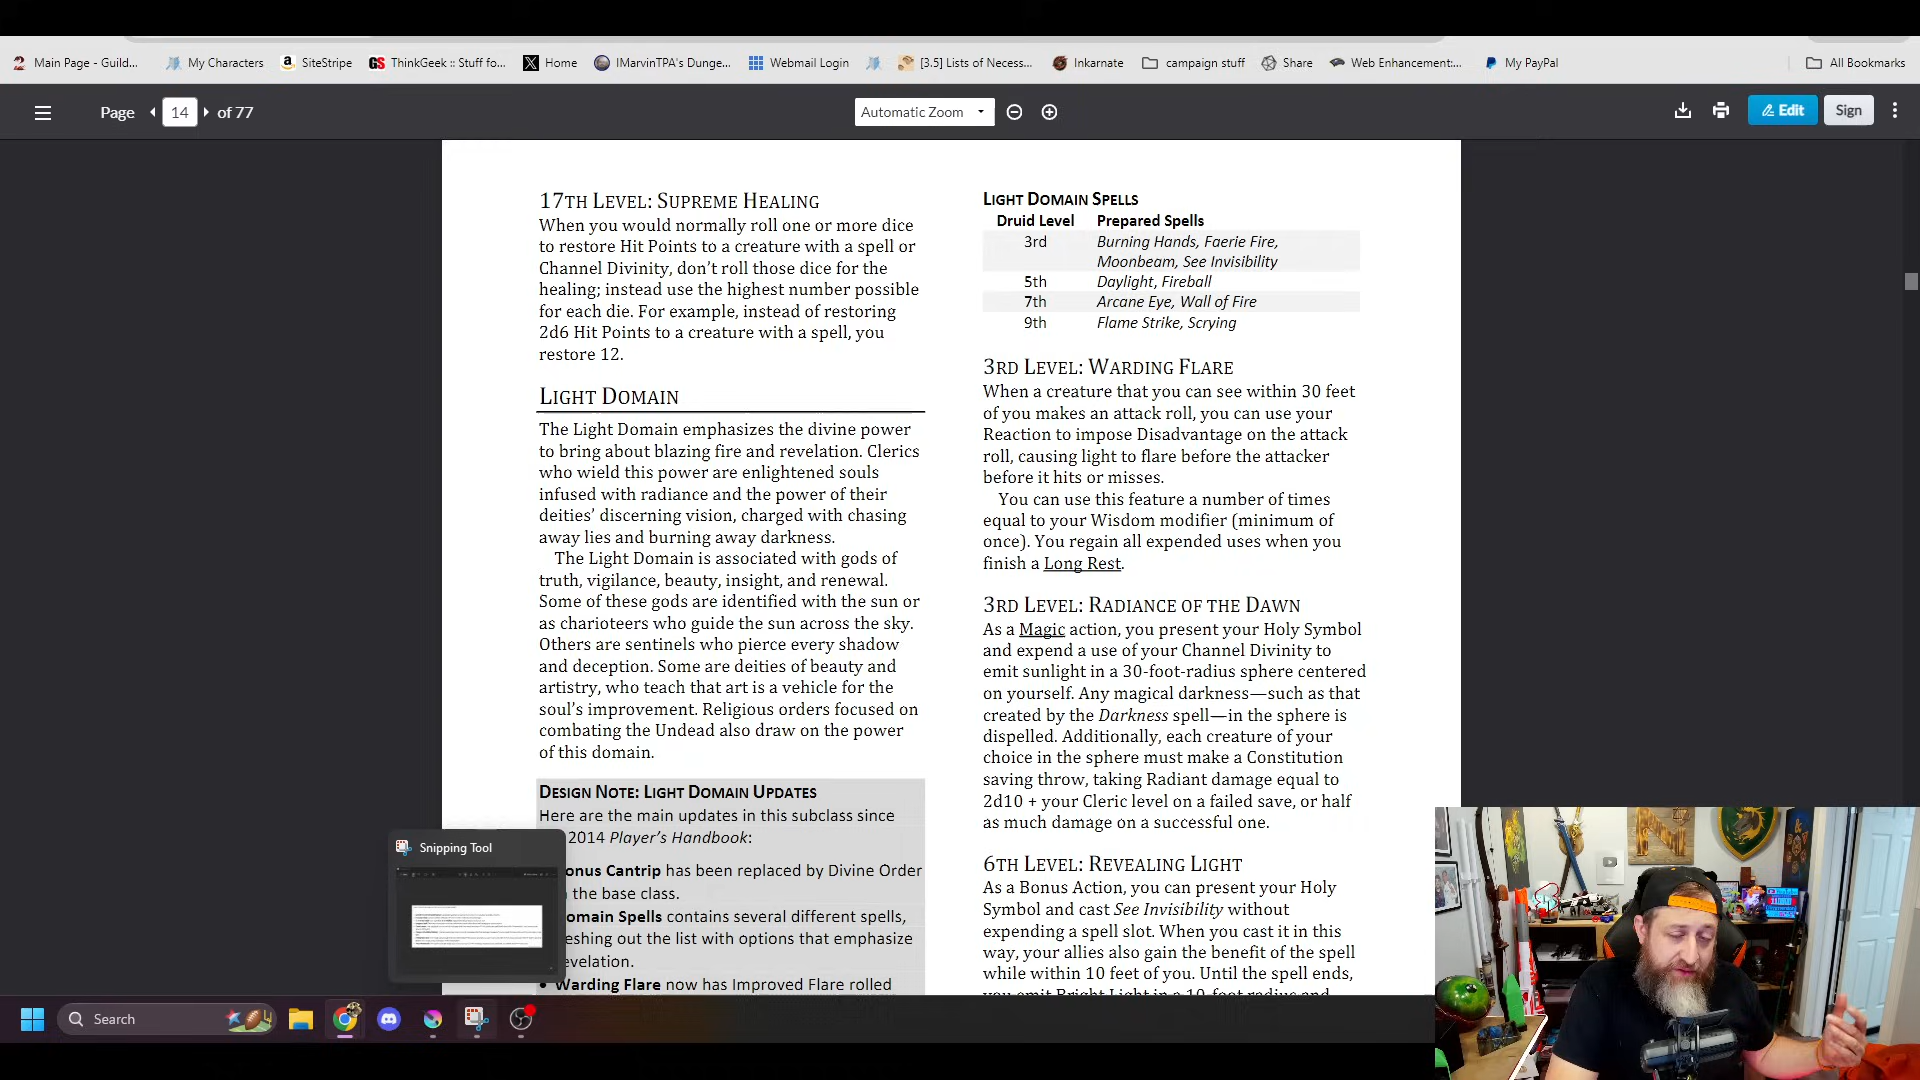 Main Page - Guild...
My Characters
SiteStripe
ThinkGeek :: Stuff fo...
Home
IMarvinTPA's Dunge...
Webmail Login
[3.5] Lists of Necess...
Inkarnate
campaign stuff
Share
Web Enhancement:...
My PayPal
All Bookmarks
Page 14 of 77
Automatic Zoom
Edit
Sign
17TH LEVEL: SUPREME HEALING
When you would normally roll one or more dice
to restore Hit Points to a creature with a spell or
Channel Divinity, don't roll those dice for the
healing; instead use the highest number possible
for each die. For example, instead of restoring
2d6 Hit Points to a creature with a spell, you
restore 12.
LIGHT DOMAIN
The Light Domain emphasizes the divine power
to bring about blazing fire and revelation. Clerics
who wield this power are enlightened souls
infused with radiance and the power of their
deities' discerning vision, charged with chasing
away lies and burning away darkness.
The Light Domain is associated with gods of
truth, vigilance, beauty, insight, and renewal.
Some of these gods are identified with the sun or
as charioteers who guide the sun across the sky.
Others are sentinels who pierce every shadow
and deception. Some are deities of beauty and
artistry, who teach that art is a vehicle for the
soul's improvement. Religious orders focused on
combating the Undead also draw on the power
of this domain.
DESIGN NOTE: LIGHT DOMAIN UPDATES
Here are the main updates in this subclass since
2014 Player's Handbook:
onus Cantrip has been replaced by Divine Order
the base class.
omain Spells contains several different spells,
eshing out the list with options that emphasize
evelation.
• Warding Flare now has Improved Flare rolled
LIGHT DOMAIN SPELLS
Druid Level Prepared Spells
3rd Burning Hands, Faerie Fire,
Moonbeam, See Invisibility
5th Daylight, Fireball
7th Arcane Eye, Wall of Fire
9th Flame Strike, Scrying
3RD LEVEL: WARDING FLARE
When a creature that you can see within 30 feet
of you makes an attack roll, you can use your
Reaction to impose Disadvantage on the attack
roll, causing light to flare before the attacker
before it hits or misses.
You can use this feature a number of times
equal to your Wisdom modifier (minimum of
once). You regain all expended uses when you
finish a Long Rest.
3RD LEVEL: RADIANCE OF THE DAWN
As a Magic action, you present your Holy Symbol
and expend a use of your Channel Divinity to
emit sunlight in a 30-foot-radius sphere centered
on yourself. Any magical darkness—such as that
created by the Darkness spell—in the sphere is
dispelled. Additionally, each creature of your
choice in the sphere must make a Constitution
saving throw, taking Radiant damage equal to
2d10 + your Cleric level on a failed save, or half
as much damage on a successful one.
6TH LEVEL: REVEALING LIGHT
As a Bonus Action, you can present your Holy
Symbol and cast See Invisibility without
expending a spell slot. When you cast it in this
way, your allies also gain the benefit of the spell
while within 10 feet of you. Until the spell ends,
you emit Bright Light in a 10-foot radius and
Snipping Tool
Search